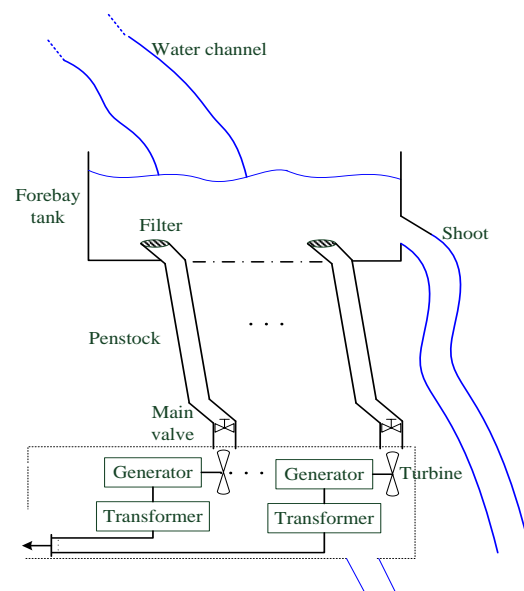 Water channel
Forebay
tank
Filter
Shoot
Penstock
. . .
Main
valve
Generator
. . .
Generator
Turbine
Transformer
Transformer